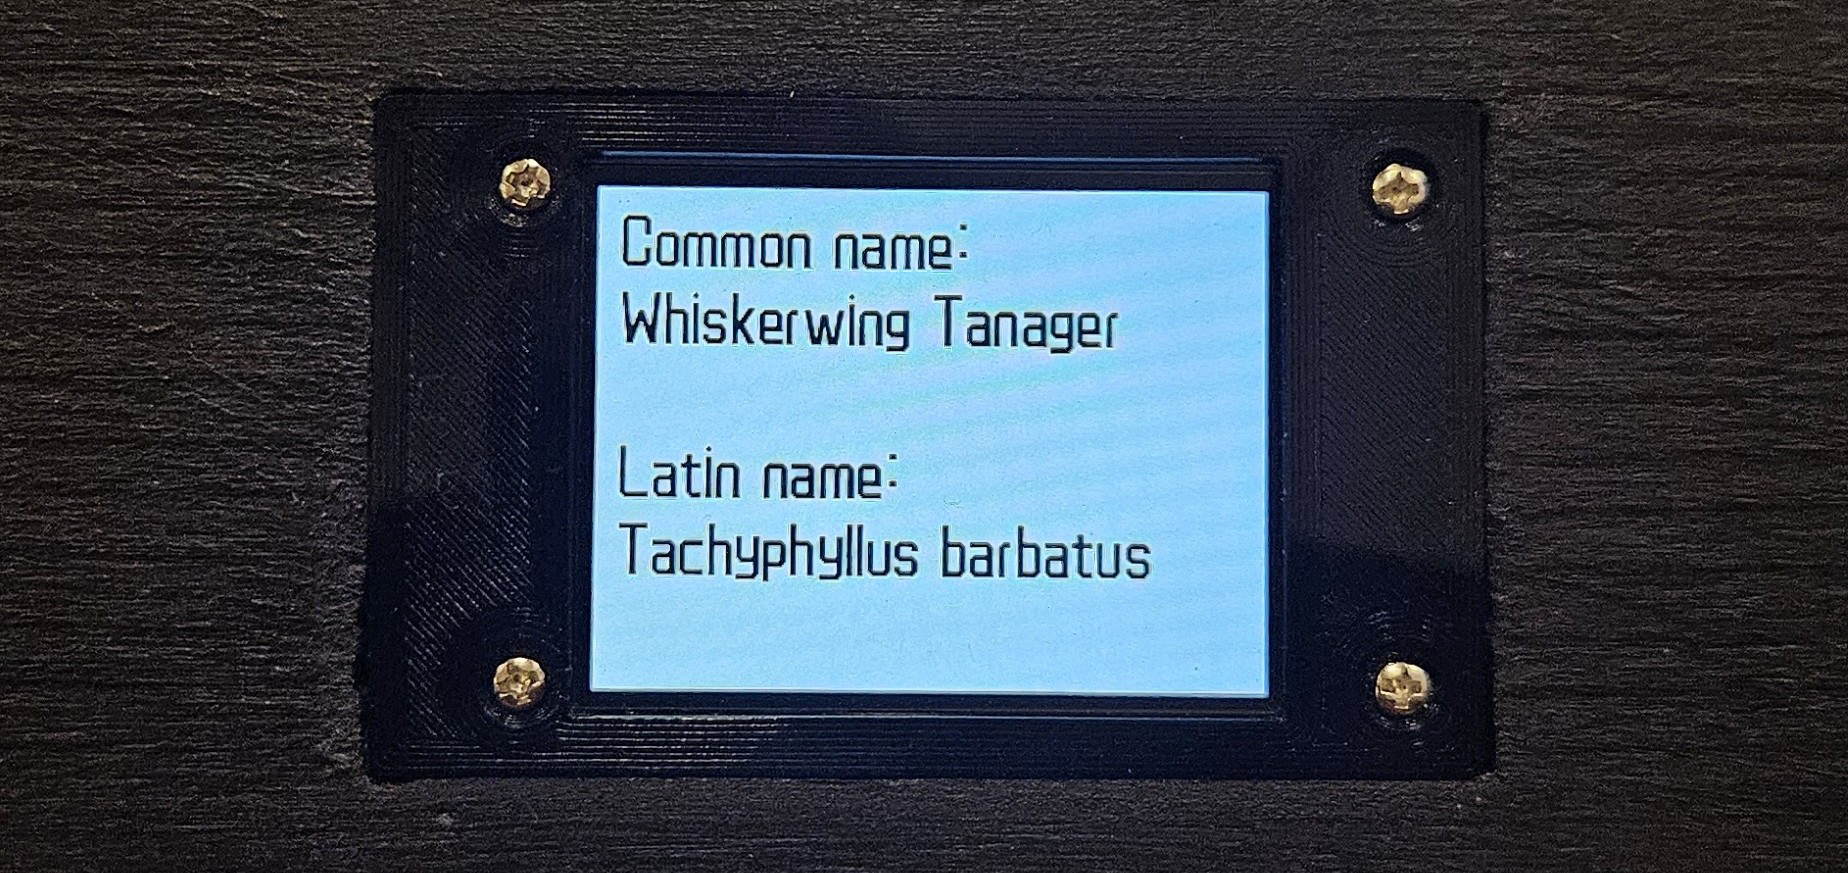 Common name:
Whiskerwing Tanager
Latin name:
Tachyphyllus barbatus